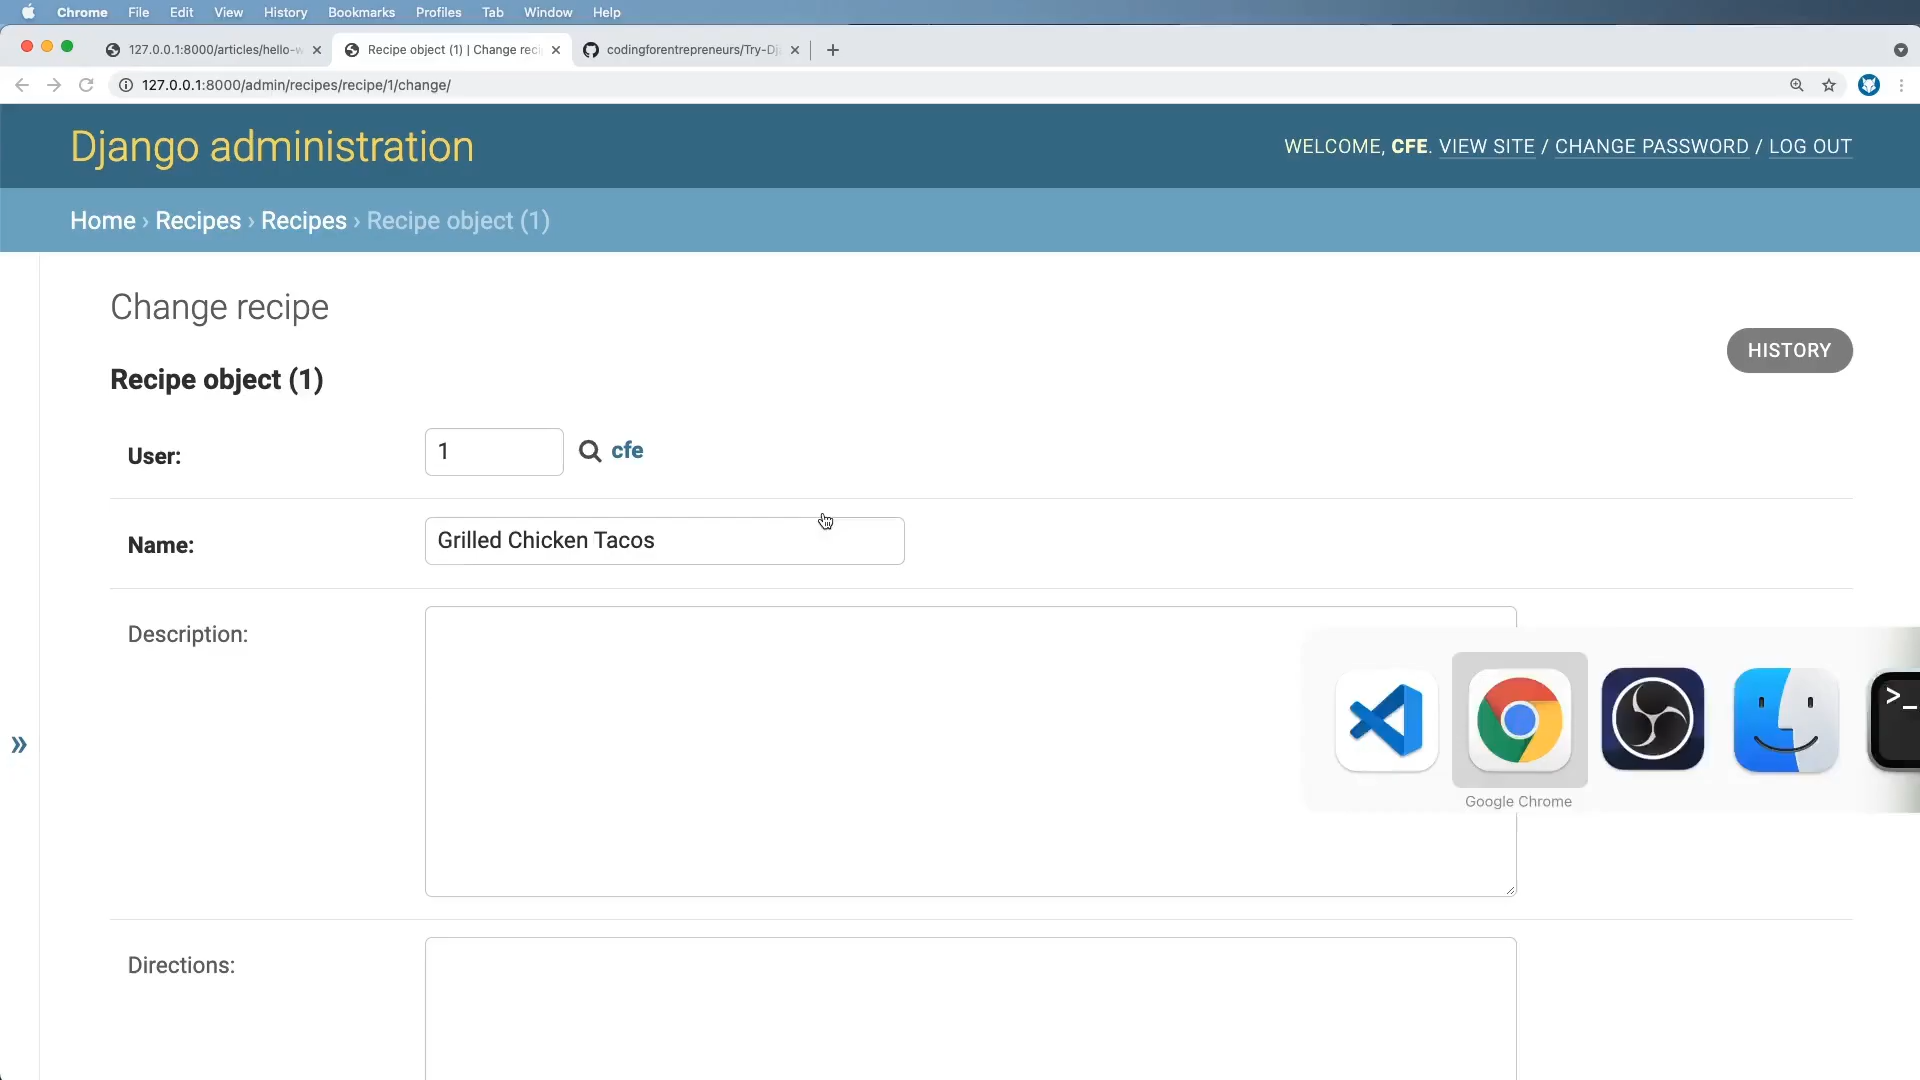 Chrome File Edit View History Bookmarks Profiles Tab Window Help
127.0.0.1:8000/articles/hello-w
Recipe object (1) | Change reci
codingforentrepreneurs/Try-Dj
127.0.0.1:8000/admin/recipes/recipe/1/change/
Django administration
WELCOME, CFE. VIEW SITE / CHANGE PASSWORD / LOG OUT
Home › Recipes › Recipes › Recipe object (1)
Change recipe
HISTORY
Recipe object (1)
User: 1 cfe
Name: Grilled Chicken Tacos
Description:
>_
Google Chrome
»
Directions: